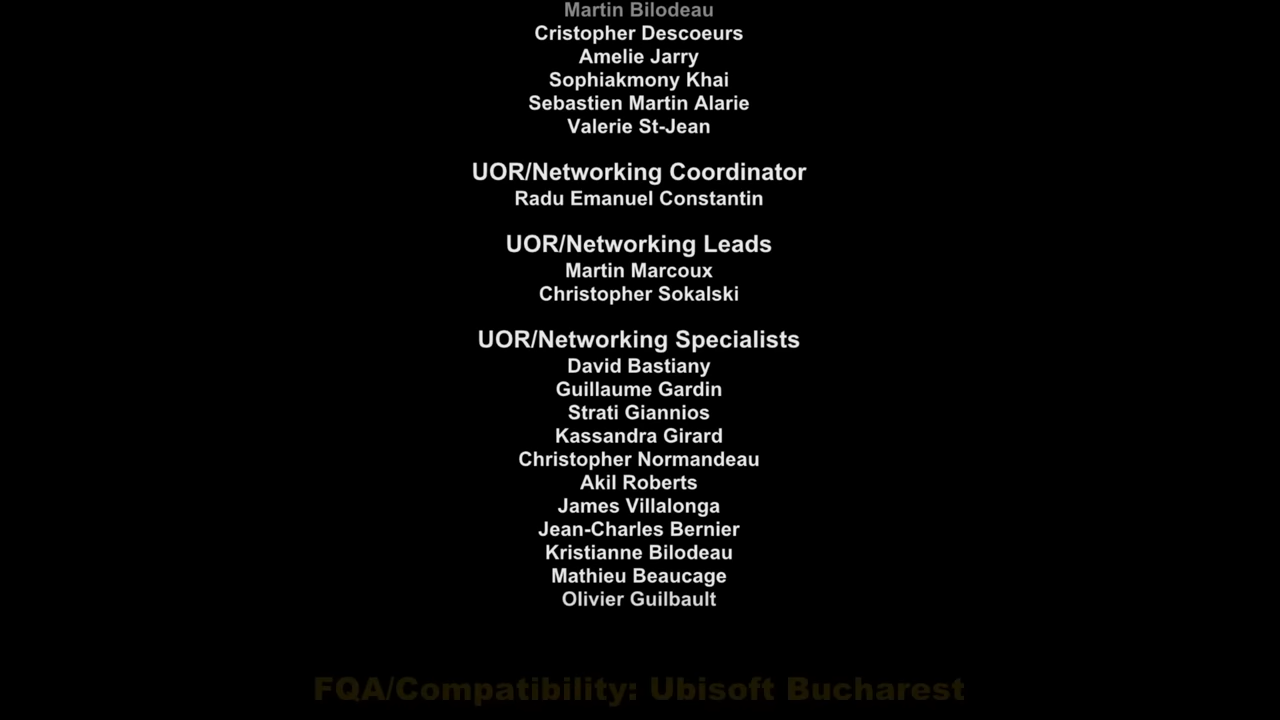 Martin Bilodeau
Cristopher Descoeurs
Amelie Jarry
Sophiakmony Khai
Sebastien Martin Alarie
Valerie St-Jean
UOR/Networking Coordinator
Radu Emanuel Constantin
UOR/Networking Leads
Martin Marcoux
Christopher Sokalski
UOR/Networking Specialists
David Bastiany
Guillaume Gardin
Strati Giannios
Kassandra Girard
Christopher Normandeau
Akil Roberts
James Villalonga
Jean-Charles Bernier
Kristianne Bilodeau
Mathieu Beaucage
Olivier Guilbault
FQA/Compatibility: Ubisoft Bucharest